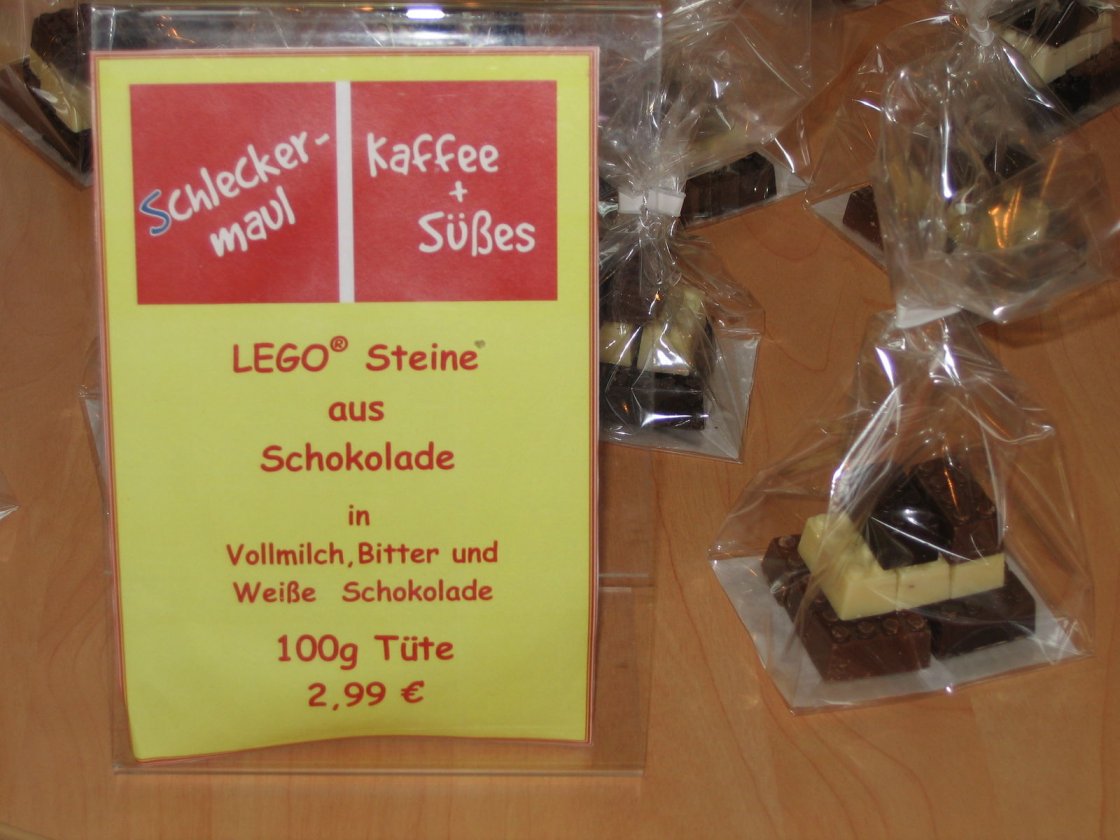 Schlecker-
maul
Kaffee
+
Süßes
LEGO® Steine
aus
Schokolade
in
Vollmilch, Bitter und
Weiße Schokolade
100g Tüte
2,99 €